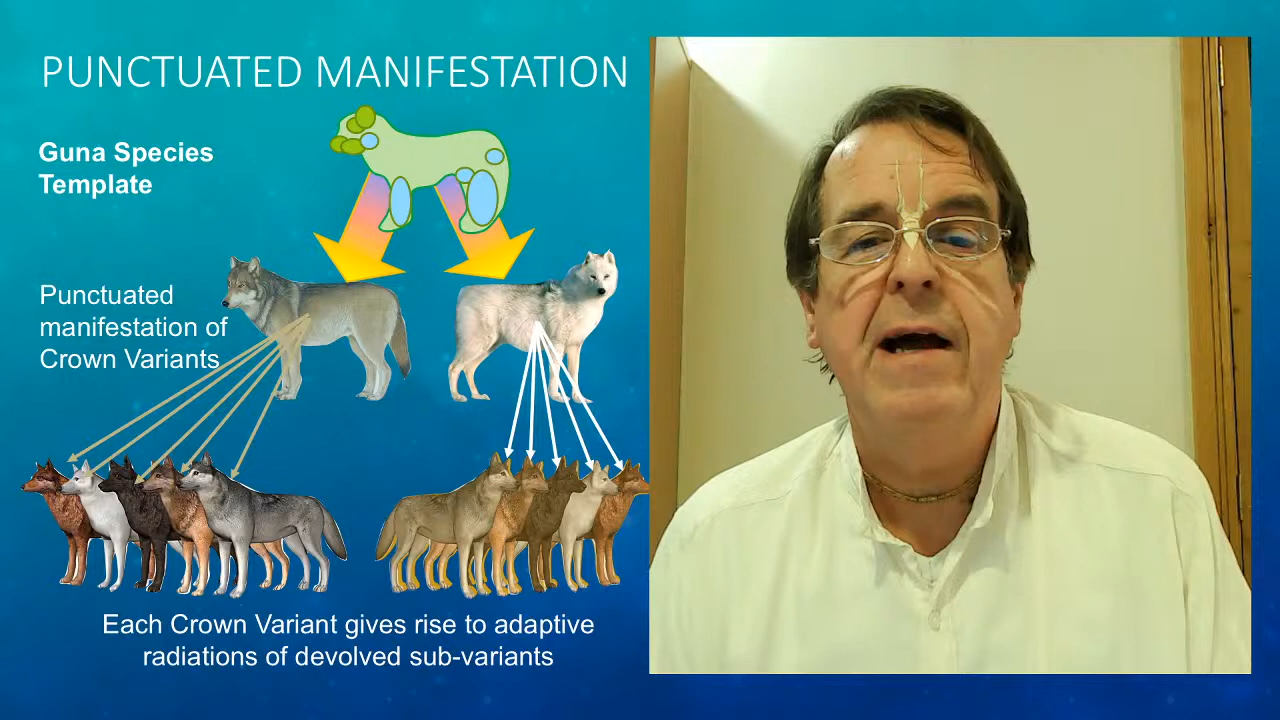 PUNCTUATED MANIFESTATION
Guna Species
Template
Punctuated
manifestation of
Crown Variants
Each Crown Variant gives rise to adaptive
radiations of devolved sub-variants